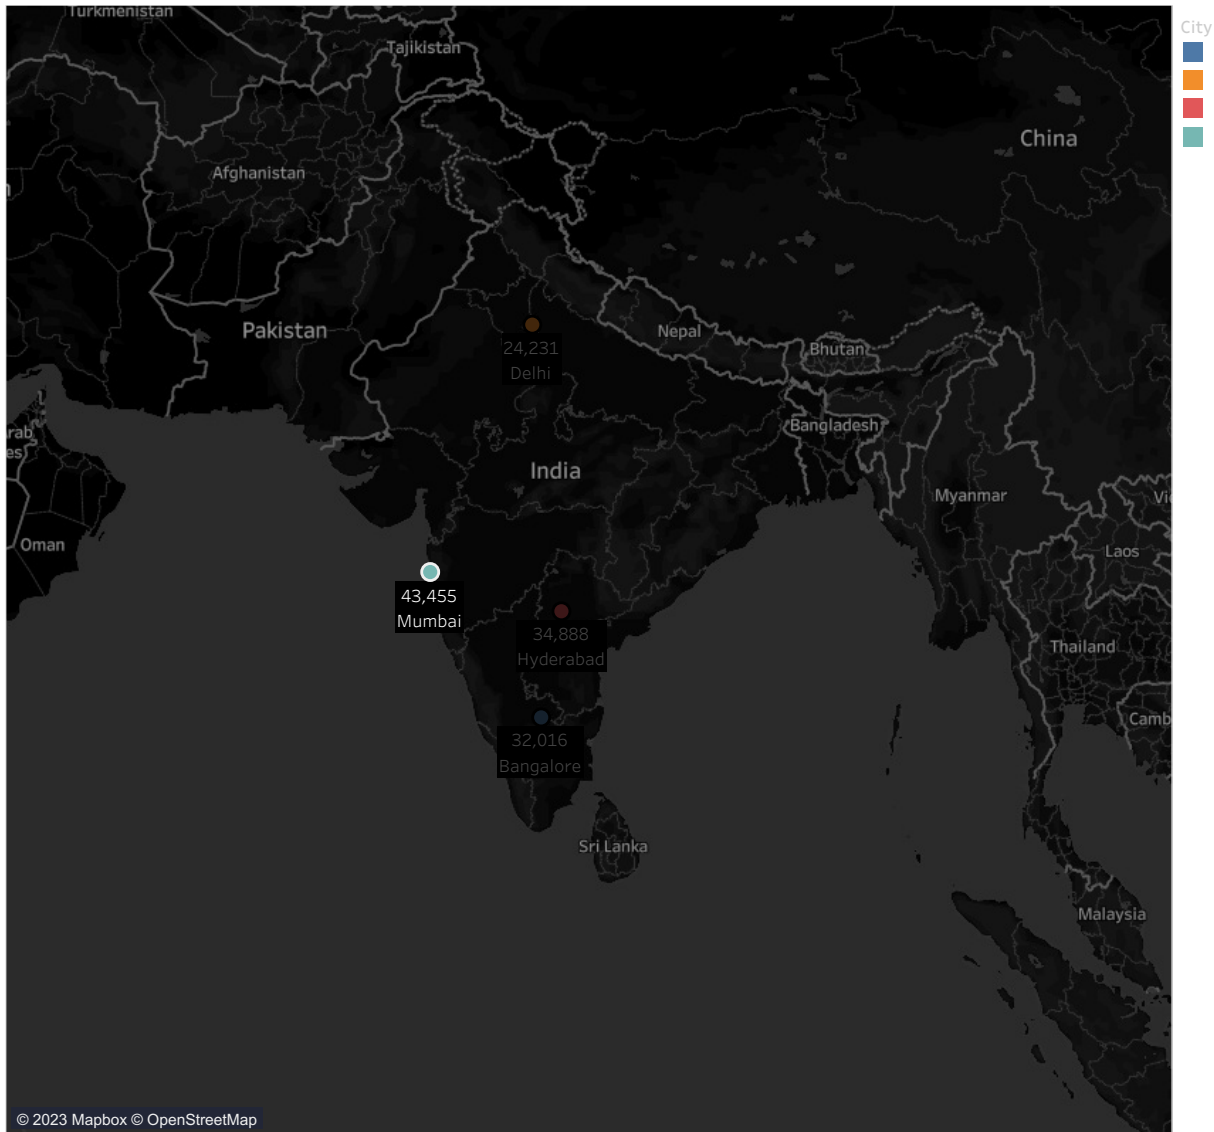 Turkmenistan
City
Tajikistan
China
Afghanistan
Pakistan
Nepal
24,231
Delhi
Bhutan
Bangladesh
India
Myanmar
Oman
Laos
43,455
Mumbai
34,888
Hyderabad
Thailand
Camb
32,016
Bangalore
Sri Lanka
Malaysia
© 2023 Mapbox © OpenStreetMap